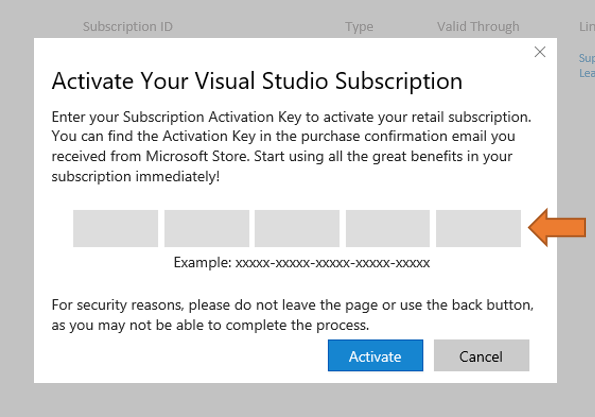 Subscription ID Type Valid Through Lin
Sup
Lea
Activate Your Visual Studio Subscription
Enter your Subscription Activation Key to activate your retail subscription.
You can find the Activation Key in the purchase confirmation email you
received from Microsoft Store. Start using all the great benefits in your
subscription immediately!
Example: xxxxx-xxxxx-xxxxx-xxxxx-xxxxx
For security reasons, please do not leave the page or use the back button,
as you may not be able to complete the process.
Activate Cancel